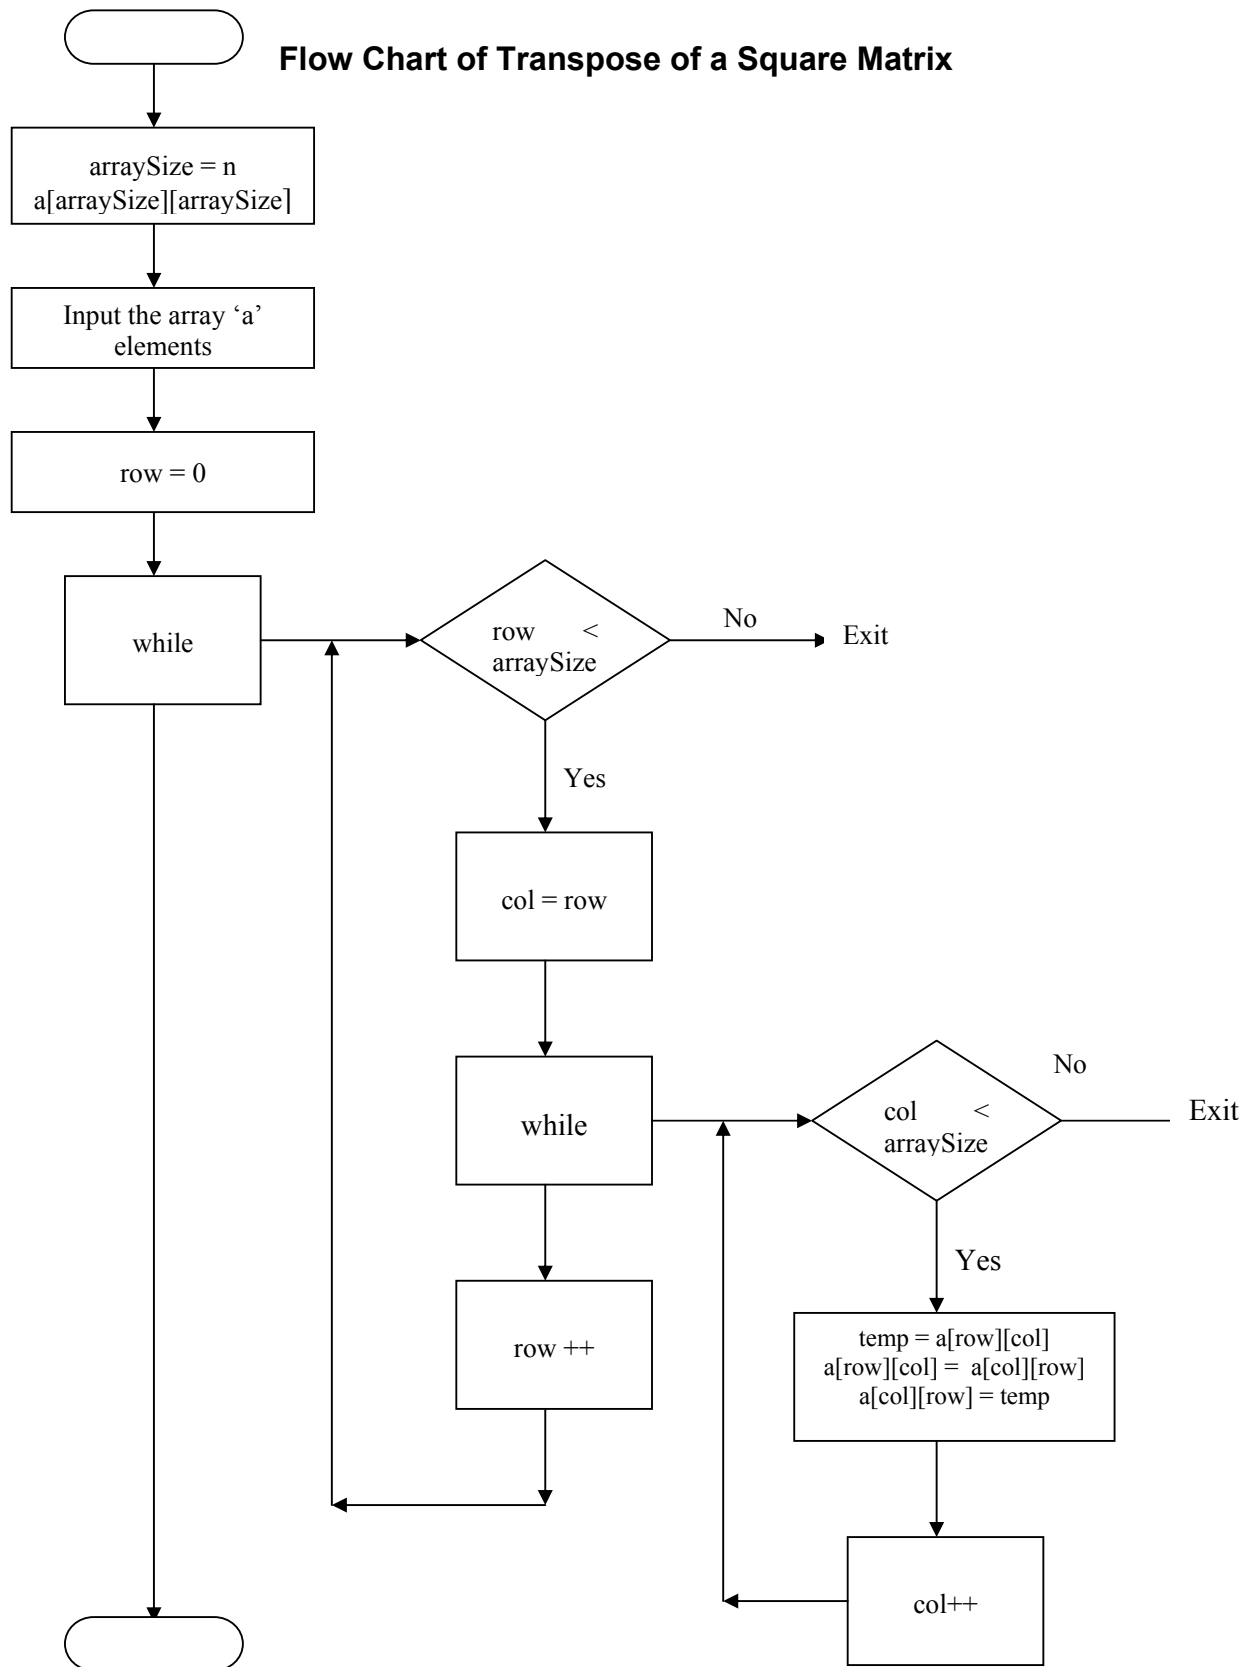 Flow Chart of Transpose of a Square Matrix
arraySize = n
a[arraySize][arraySize]
Input the array ‘a’
elements
row = 0
while
row <
arraySize
No
Exit
Yes
col = row
while
col <
arraySize
No
Exit
Yes
row ++
temp = a[row][col]
a[row][col] = a[col][row]
a[col][row] = temp
col++